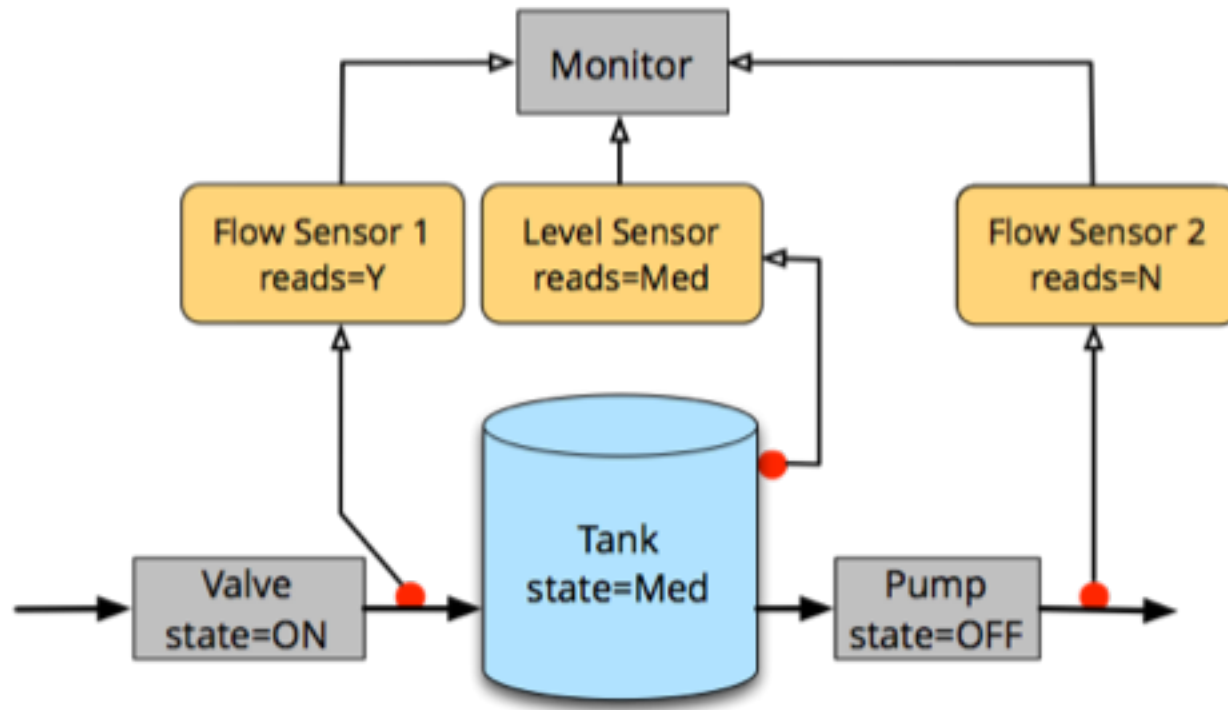 Monitor
Flow Sensor 1
reads=Y
Level Sensor
reads=Med
Flow Sensor 2
reads=N
Tank
state=Med
Valve
state=ON
Pump
state=OFF